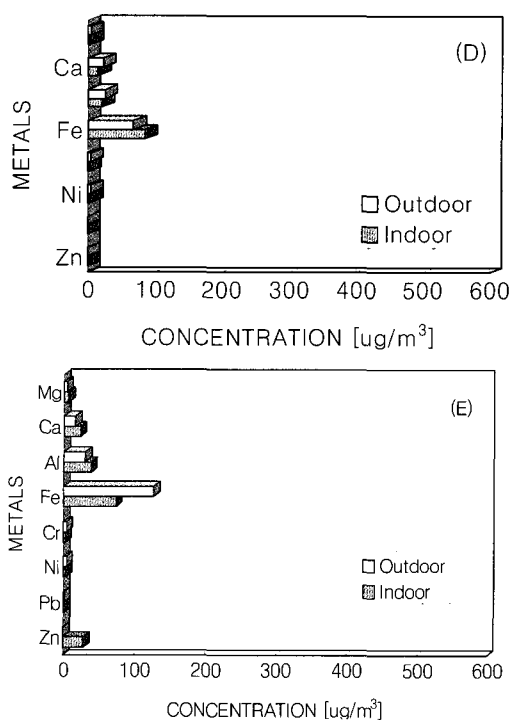 (D)
METALS
Ca
Fe
Ni
Zn
Outdoor
Indoor
0 100 200 300 400 500 600
CONCENTRATION [ug/m³]
(E)
METALS
Mg
Ca
Al
Fe
Cr
Ni
Pb
Zn
Outdoor
Indoor
0 100 200 300 400 500 600
CONCENTRATION [ug/m³]